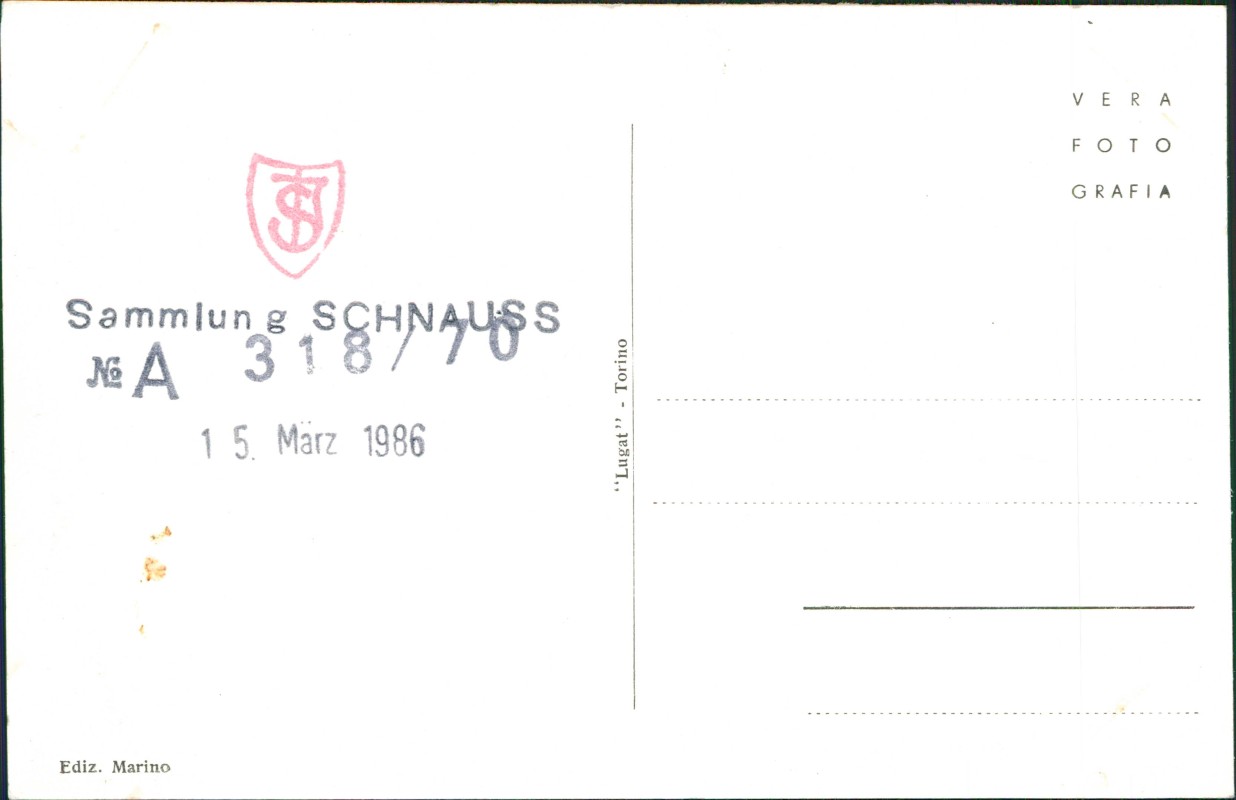 Sammlung SCHNAUSS
№ A 318/70
15. März 1986
Ediz. Marino
"Lugat" - Torino
VERA
FOTO
GRAFIA